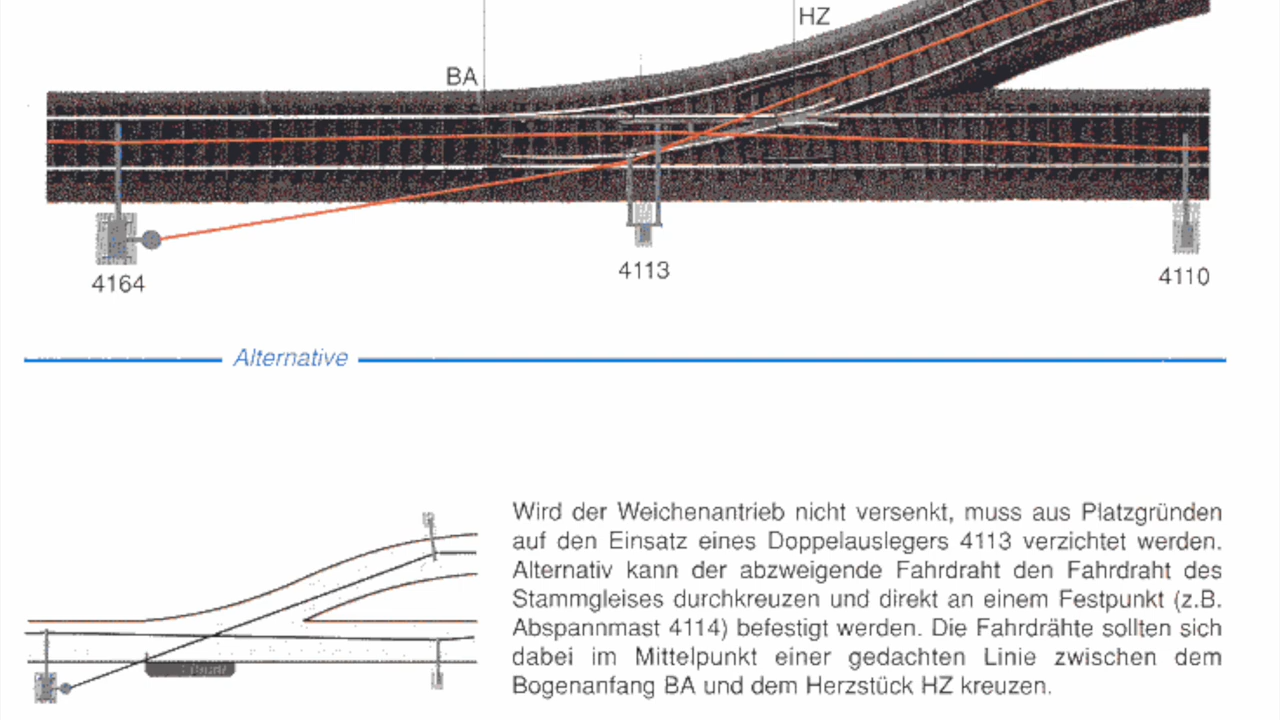 HZ
BA
4164
4113
4110
Alternative
Wird der Weichenantrieb nicht versenkt, muss aus Platzgründen
auf den Einsatz eines Doppelauslegers 4113 verzichtet werden.
Alternativ kann der abzweigende Fahrdraht den Fahrdraht des
Stammgleises durchkreuzen und direkt an einem Festpunkt (z.B.
Abspannmast 4114) befestigt werden. Die Fahrdrähte sollten sich
dabei im Mittelpunkt einer gedachten Linie zwischen dem
Bogenanfang BA und dem Herzstück HZ kreuzen.